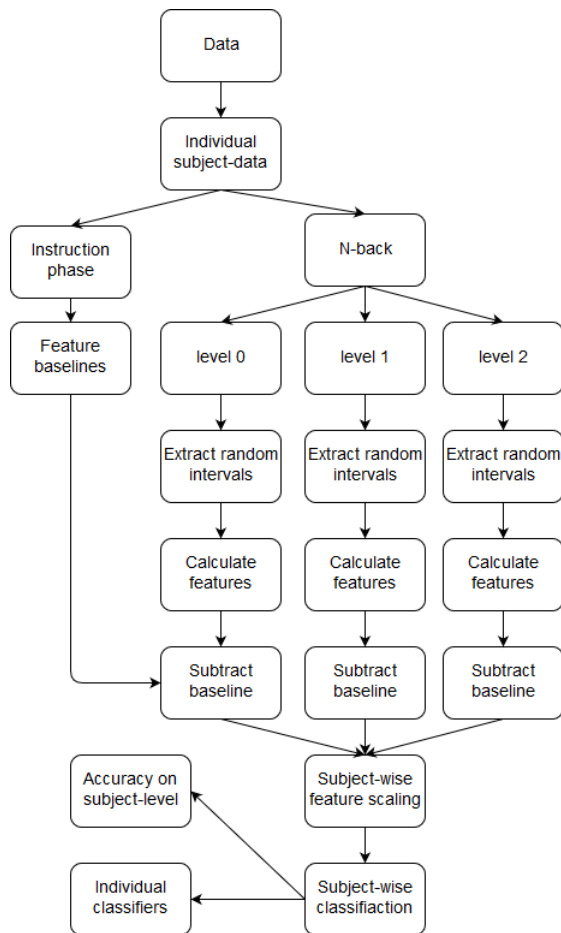 Data
Individual
subject-data
Instruction
phase
N-back
Feature
baselines
level 0
level 1
level 2
Extract random
intervals
Extract random
intervals
Extract random
intervals
Calculate
features
Calculate
features
Calculate
features
Subtract
baseline
Subtract
baseline
Subtract
baseline
Accuracy on
subject-level
Subject-wise
feature scaling
Individual
classifiers
Subject-wise
classifiaction